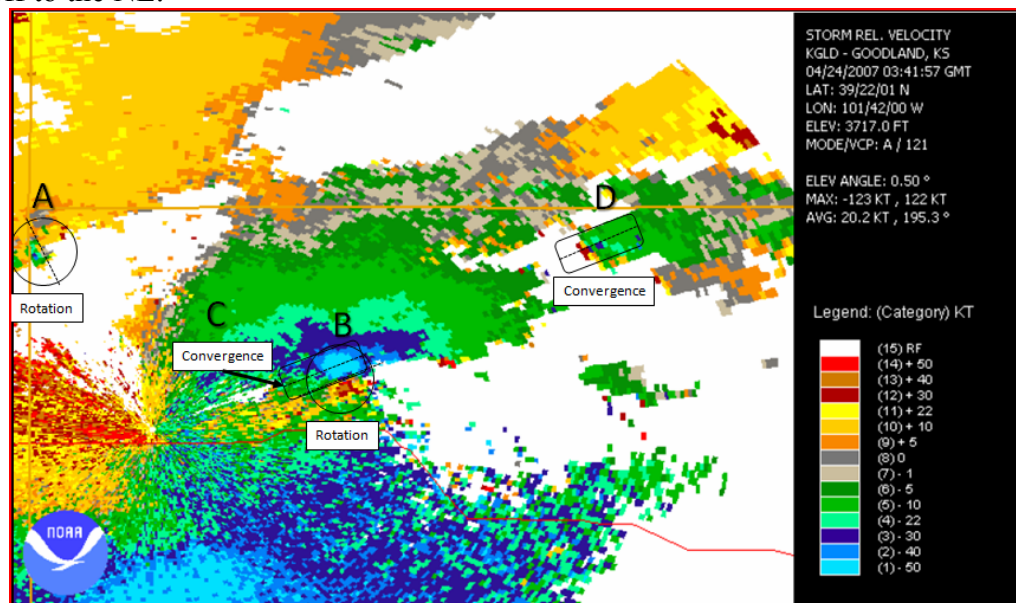 II to the NE.
STORM REL. VELOCITY
KGLD - GOODLAND, KS
04/24/2007 03:41:57 GMT
LAT: 39/22/01 N
LON: 101/42/00 W
ELEV: 3717.0 FT
MODE/VCP: A / 121
ELEV ANGLE: 0.50 °
MAX: -123 KT , 122 KT
AVG: 20.2 KT , 195.3 °
A
Rotation
D
Convergence
C
B
Convergence
Rotation
NOAA
Legend: (Category) KT
(15) RF
(14) + 50
(13) + 40
(12) + 30
(11) + 22
(10) + 10
(9) + 5
(8) 0
(7) - 1
(6) - 5
(5) - 10
(4) - 22
(3) - 30
(2) - 40
(1) - 50